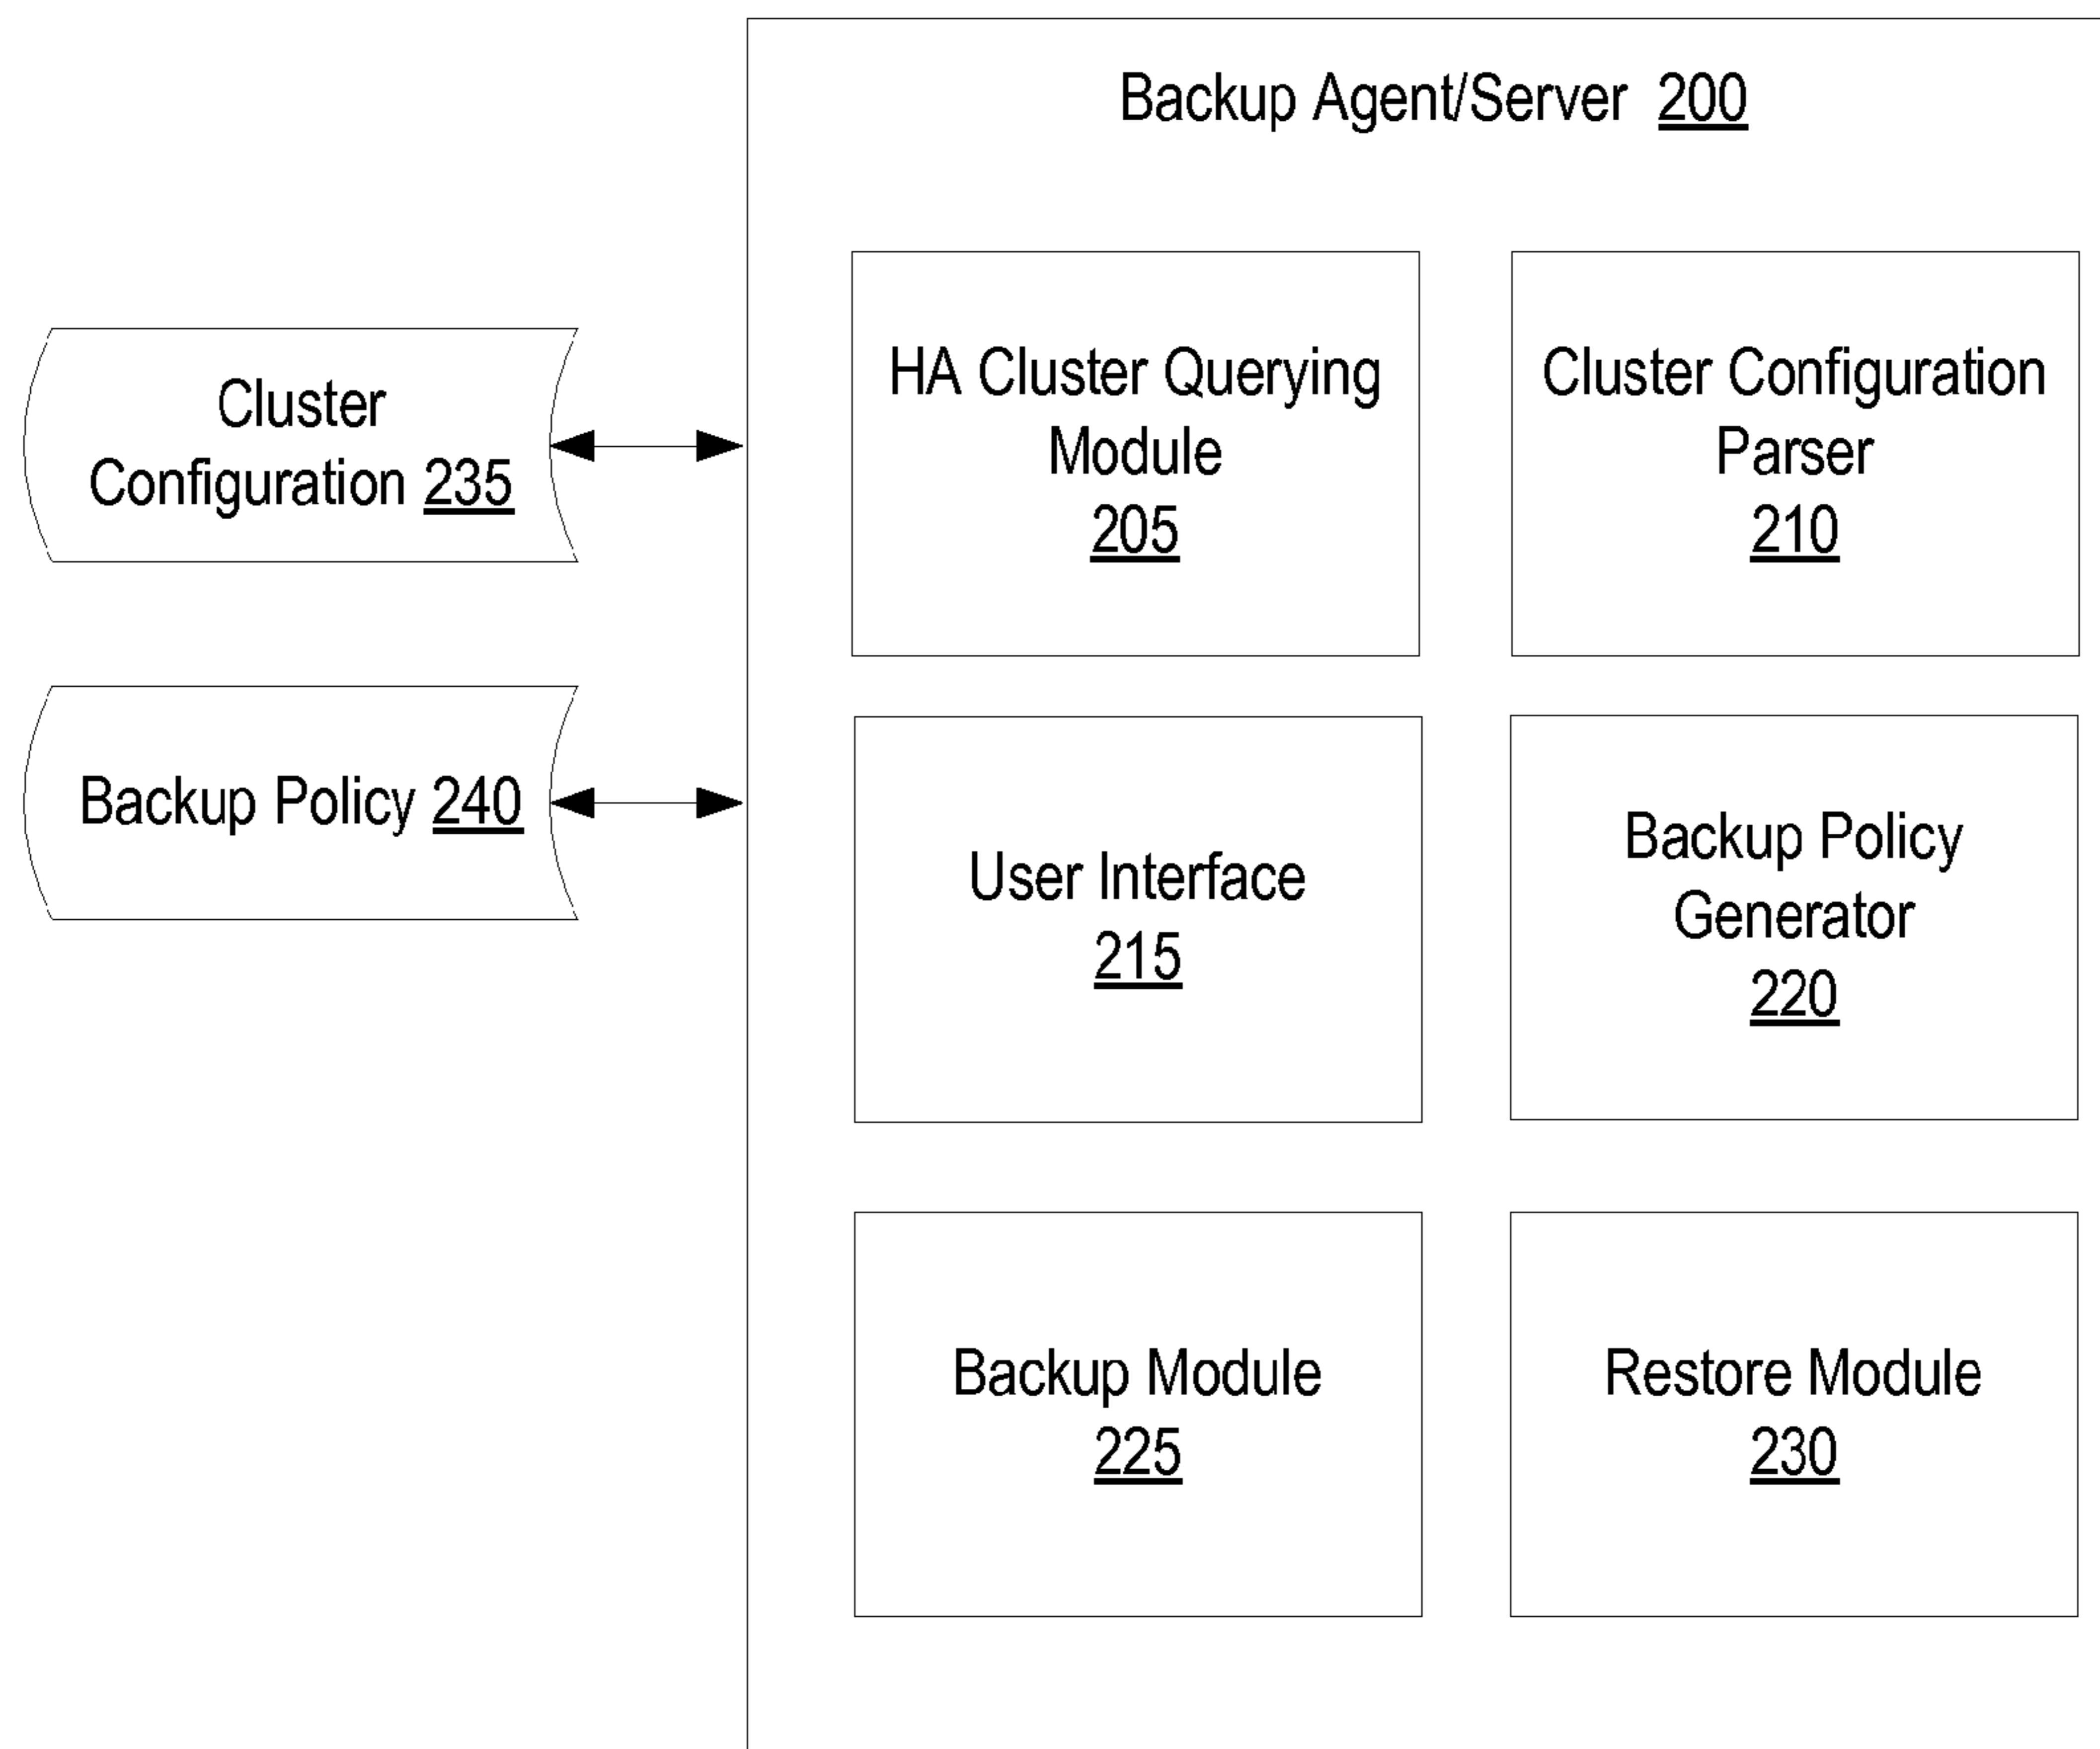 Backup Agent/Server 200
Cluster
Configuration 235
Backup Policy 240
HA Cluster Querying
Module
205
Cluster Configuration
Parser
210
User Interface
215
Backup Policy
Generator
220
Backup Module
225
Restore Module
230